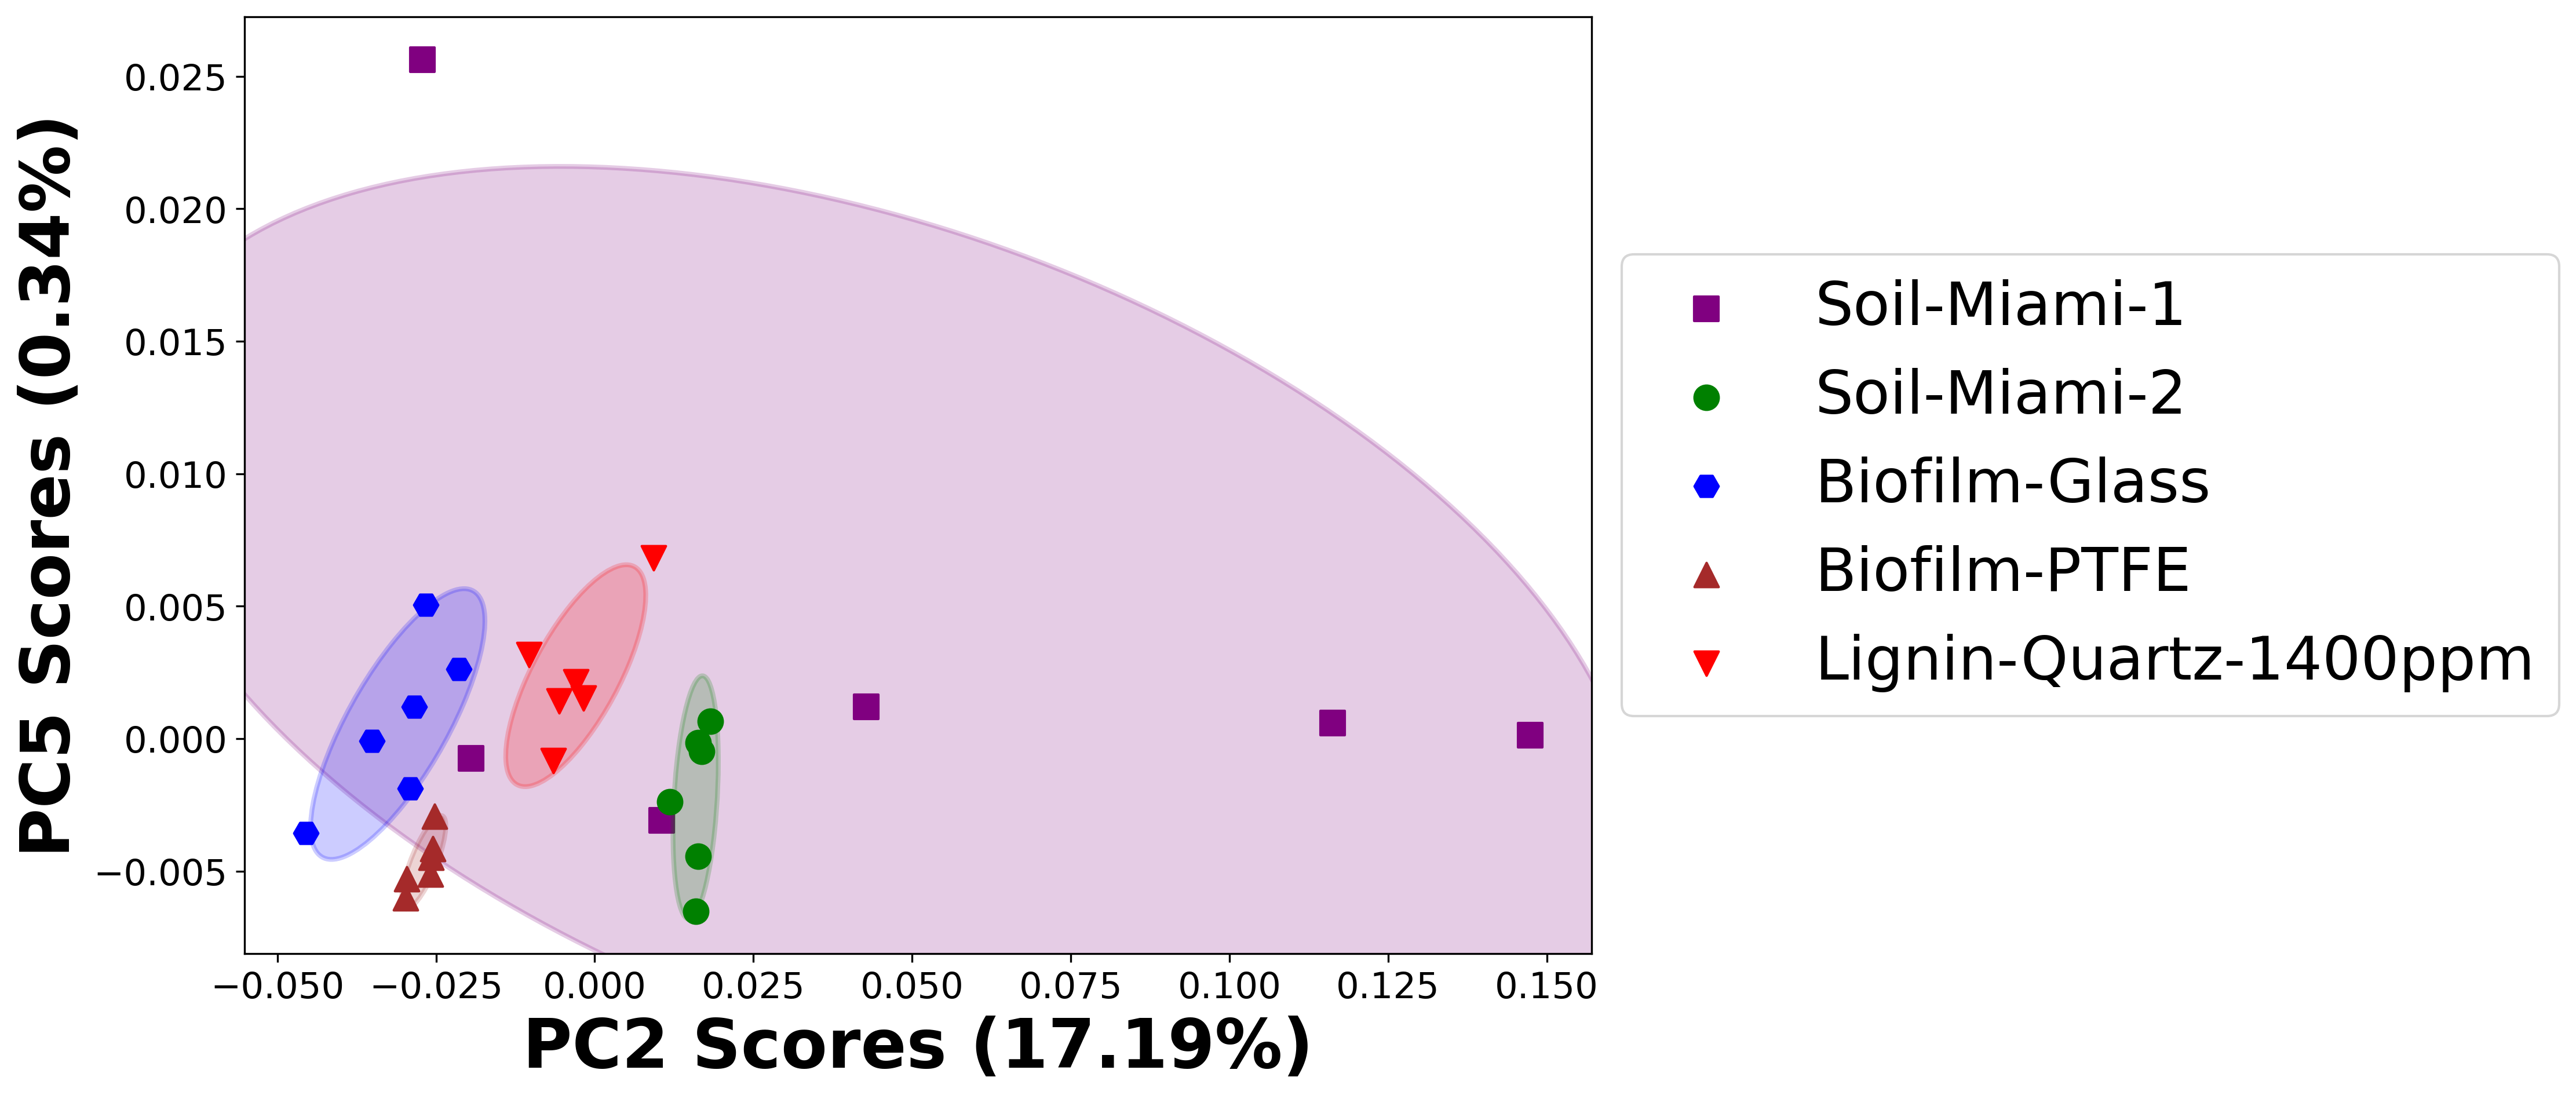 PC5 Scores (0.34%)
0.025
0.020
0.015
0.010
0.005
0.000
−0.005
−0.050 −0.025 0.000 0.025 0.050 0.075 0.100 0.125 0.150
PC2 Scores (17.19%)
Soil-Miami-1
Soil-Miami-2
Biofilm-Glass
Biofilm-PTFE
Lignin-Quartz-1400ppm